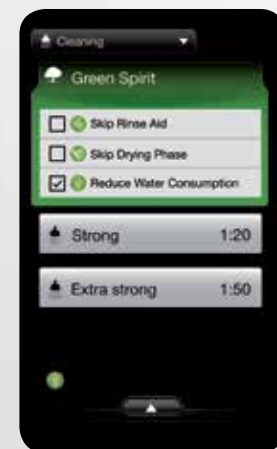 Cleaning
Green Spirit
Skip Rinse Aid
Skip Drying Phase
Reduce Water Consumption
Strong 1:20
Extra strong 1:50